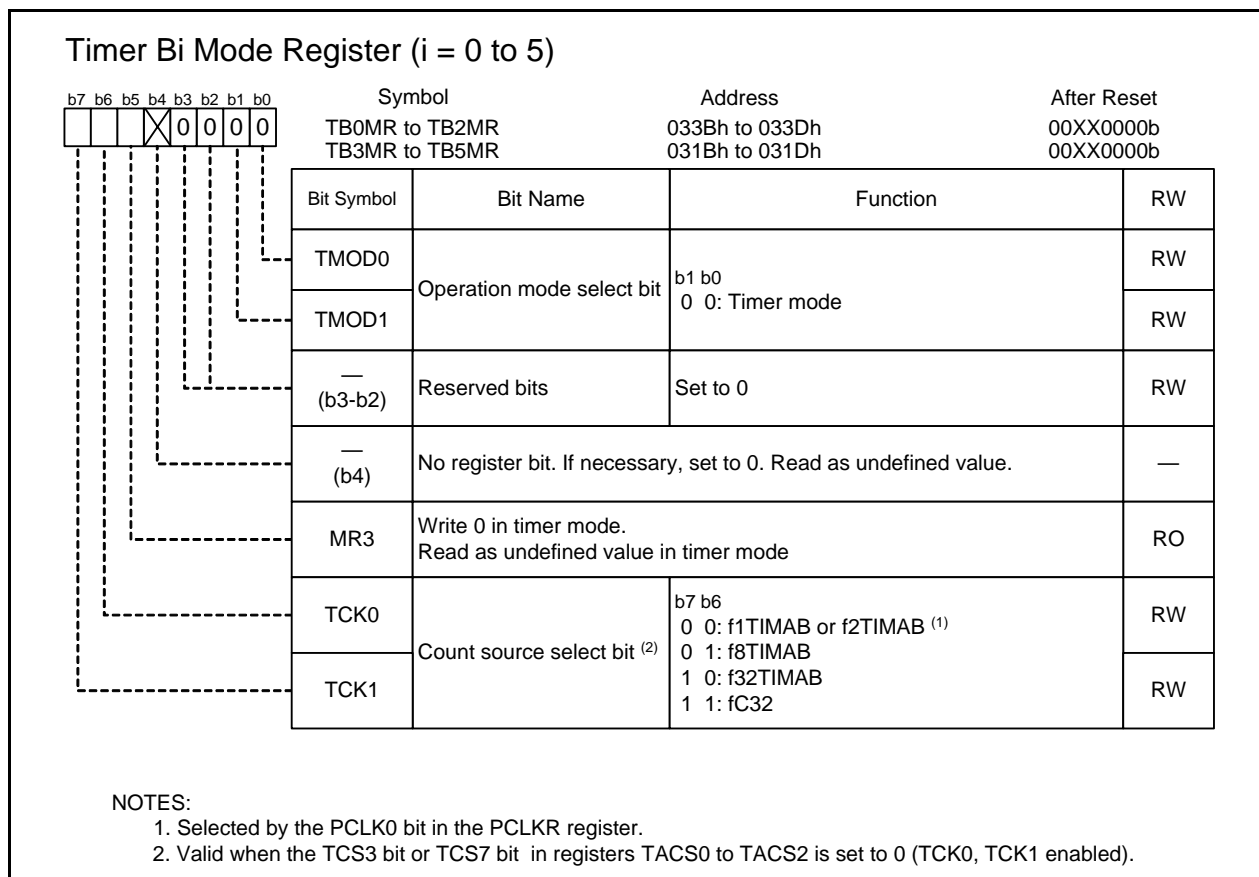 Timer Bi Mode Register (i = 0 to 5)
b7 b6 b5 b4 b3 b2 b1 b0
0 0 0 0
Symbol Address After Reset
TB0MR to TB2MR 033Bh to 033Dh 00XX0000b
TB3MR to TB5MR 031Bh to 031Dh 00XX0000b
Bit Symbol Bit Name Function RW
TMOD0 RW
Operation mode select bit
b1 b0
0 0: Timer mode
TMOD1 RW
—
(b3-b2) Reserved bits Set to 0 RW
—
(b4) No register bit. If necessary, set to 0. Read as undefined value. —
MR3 Write 0 in timer mode.
Read as undefined value in timer mode RO
TCK0 RW
Count source select bit (2)
b7 b6
0 0: f1TIMAB or f2TIMAB (1)
0 1: f8TIMAB
1 0: f32TIMAB
1 1: fC32
TCK1 RW
NOTES:
1. Selected by the PCLK0 bit in the PCLKR register.
2. Valid when the TCS3 bit or TCS7 bit in registers TACS0 to TACS2 is set to 0 (TCK0, TCK1 enabled).